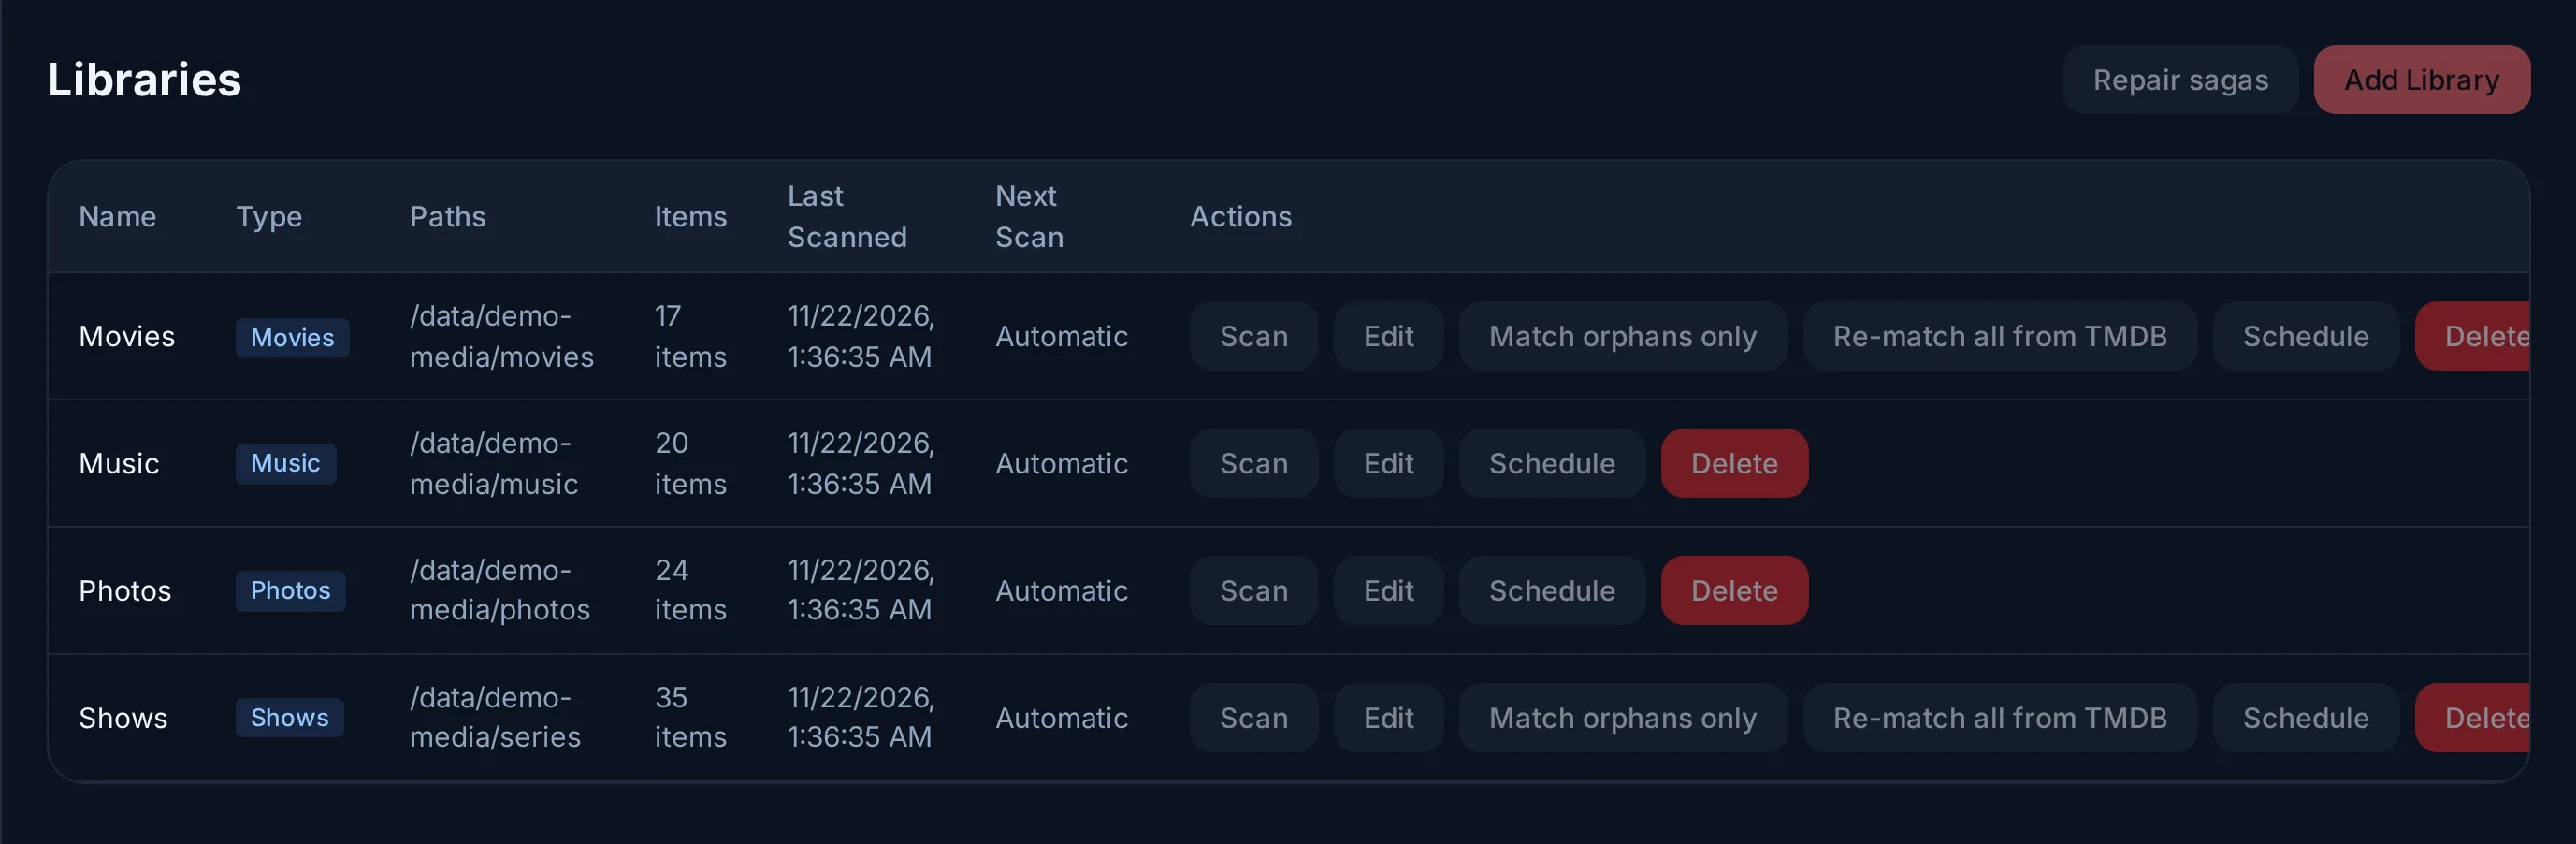 Libraries
Repair sagas
Add Library
Name Type Paths Items Last Scanned Next Scan Actions
Movies Movies /data/demo-media/movies 17 items 11/22/2026, 1:36:35 AM Automatic Scan Edit Match orphans only Re-match all from TMDB Schedule Delete
Music Music /data/demo-media/music 20 items 11/22/2026, 1:36:35 AM Automatic Scan Edit Schedule Delete
Photos Photos /data/demo-media/photos 24 items 11/22/2026, 1:36:35 AM Automatic Scan Edit Schedule Delete
Shows Shows /data/demo-media/series 35 items 11/22/2026, 1:36:35 AM Automatic Scan Edit Match orphans only Re-match all from TMDB Schedule Delete